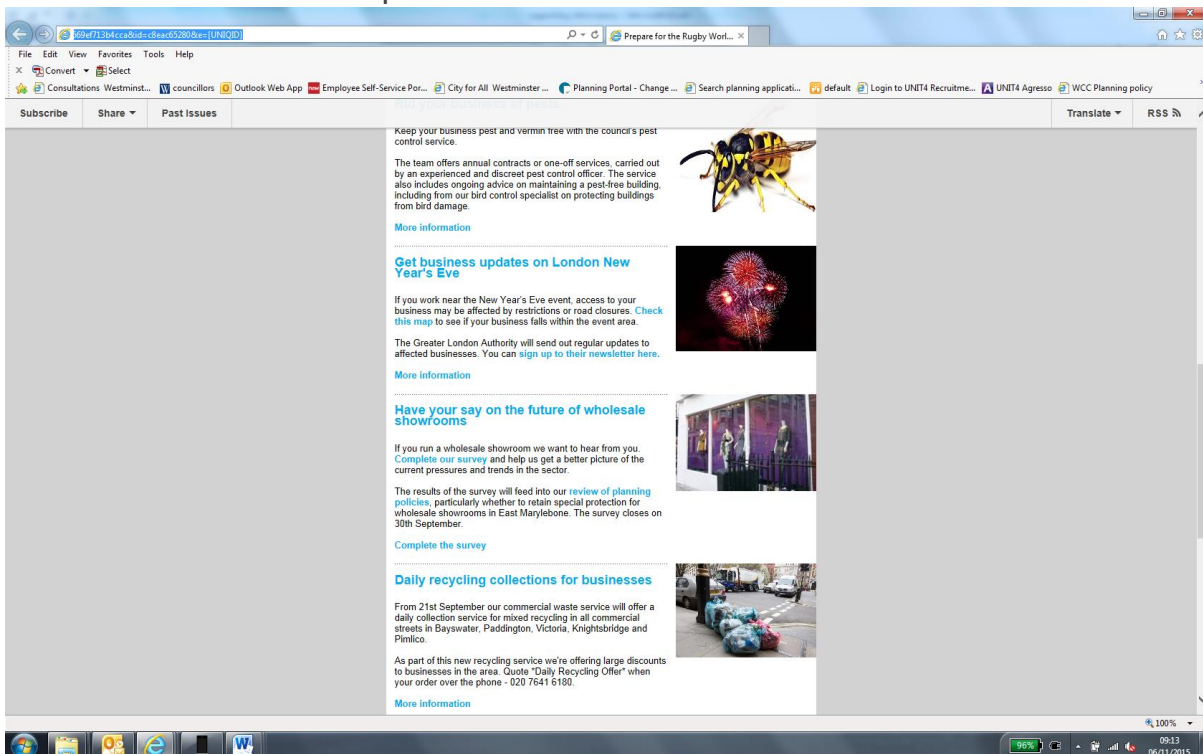 569ef713b4cca&id=c8eac65280&e=[UNIQID]
Prepare for the Rugby Worl...
File Edit View Favorites Tools Help
Convert Select
Consultations Westminst... councillors Outlook Web App Employee Self-Service Por... City for All Westminster ... Planning Portal - Change ... Search planning applicati... default Login to UNIT4 Recruitme... UNIT4 Agresso WCC Planning policy
Subscribe Share Past Issues Translate RSS
Keep your business pest and vermin free with the council's pest
control service.
The team offers annual contracts or one-off services, carried out
by an experienced and discreet pest control officer. The service
also includes ongoing advice on maintaining a pest-free building,
including from our bird control specialist on protecting buildings
from bird damage.
More information
Get business updates on London New
Year's Eve
If you work near the New Year's Eve event, access to your
business may be affected by restrictions or road closures. Check
this map to see if your business falls within the event area.
The Greater London Authority will send out regular updates to
affected businesses. You can sign up to their newsletter here.
More information
Have your say on the future of wholesale
showrooms
If you run a wholesale showroom we want to hear from you.
Complete our survey and help us get a better picture of the
current pressures and trends in the sector.
The results of the survey will feed into our review of planning
policies, particularly whether to retain special protection for
wholesale showrooms in East Marylebone. The survey closes on
30th September.
Complete the survey
Daily recycling collections for businesses
From 21st September our commercial waste service will offer a
daily collection service for mixed recycling in all commercial
streets in Bayswater, Paddington, Victoria, Knightsbridge and
Pimlico.
As part of this new recycling service we're offering large discounts
to businesses in the area. Quote "Daily Recycling Offer" when
your order over the phone - 020 7641 6180.
More information
100%
96% 09:13
06/11/2015